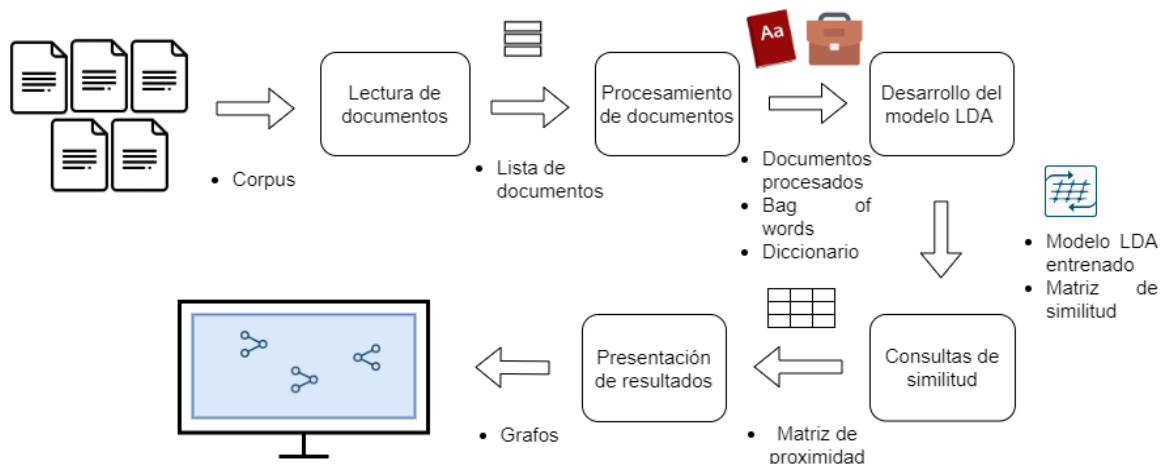 Aa
Lectura de
documentos
Procesamiento
de documentos
Desarrollo del
modelo LDA
• Corpus
• Lista de
documentos
• Documentos
procesados
• Bag of
words
• Diccionario
• Modelo LDA
entrenado
• Matriz de
similitud
Consultas de
similitud
• Matriz de
proximidad
Presentación
de resultados
• Grafos